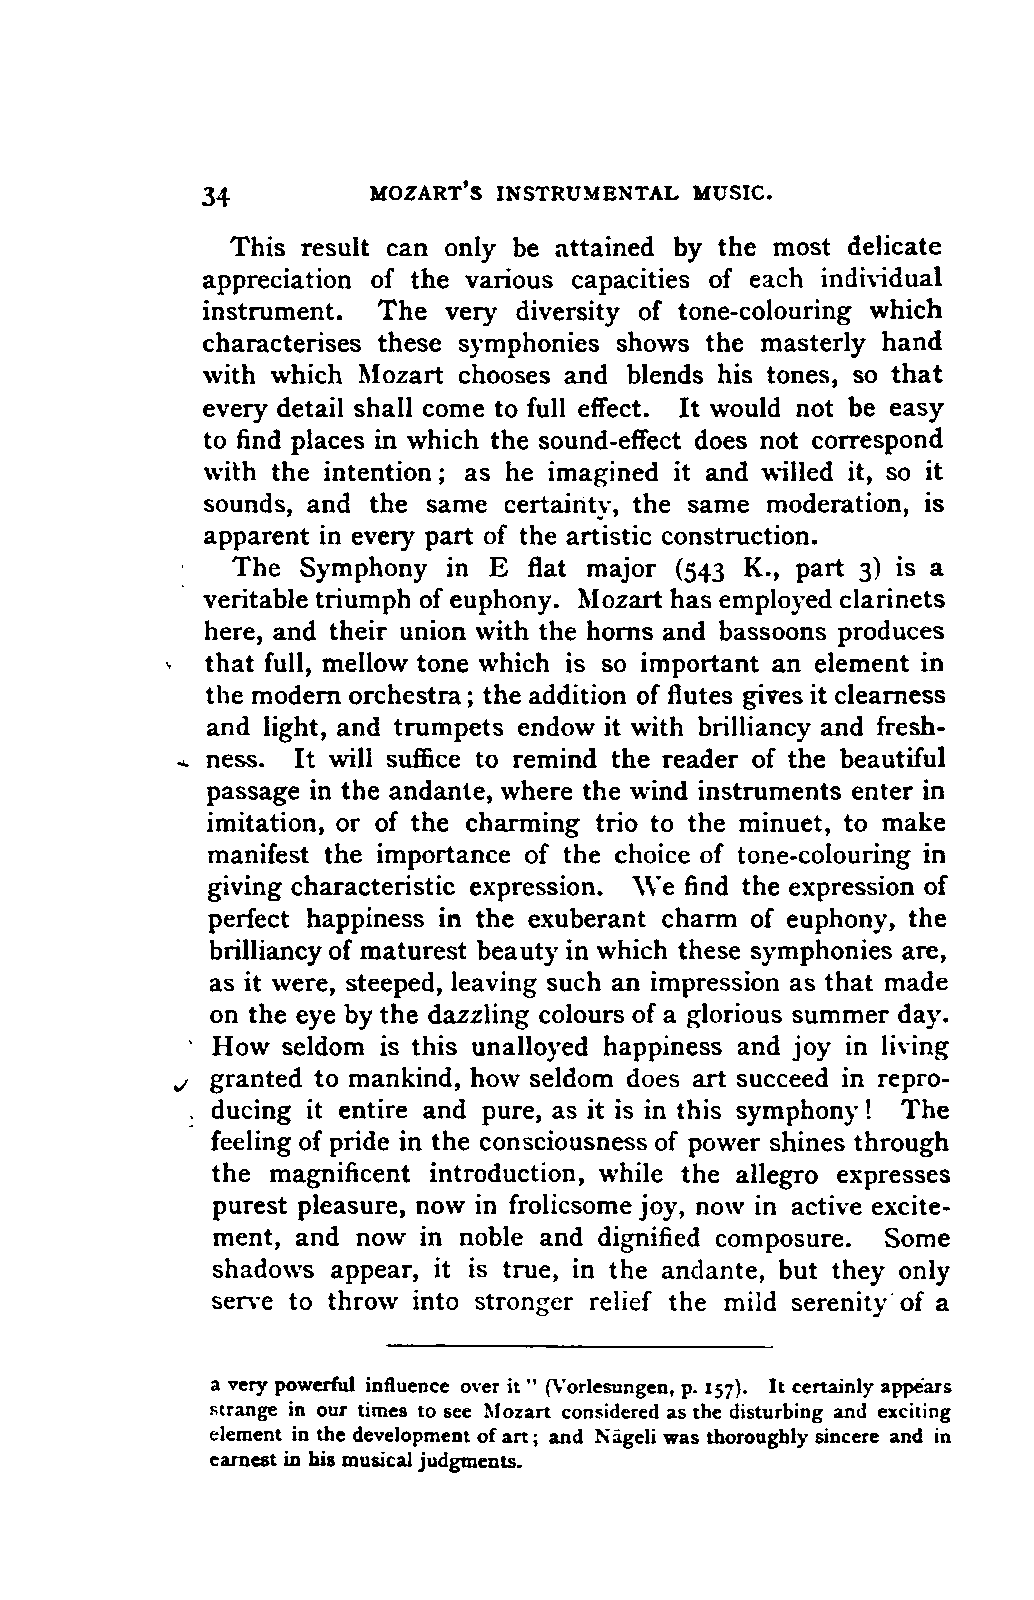 34 MOZART'S INSTRUMENTAL MUSIC.
This result can only be attained by the most delicate
appreciation of the various capacities of each individual
instrument. The very diversity of tone-colouring which
characterises these symphonies shows the masterly hand
with which Mozart chooses and blends his tones, so that
every detail shall come to full effect. It would not be easy
to find places in which the sound-effect does not correspond
with the intention; as he imagined it and willed it, so it
sounds, and the same certainty, the same moderation, is
apparent in every part of the artistic construction.
The Symphony in E flat major (543 K., part 3) is a
veritable triumph of euphony. Mozart has employed clarinets
here, and their union with the horns and bassoons produces
that full, mellow tone which is so important an element in
the modern orchestra; the addition of flutes gives it clearness
and light, and trumpets endow it with brilliancy and fresh-
ness. It will suffice to remind the reader of the beautiful
passage in the andante, where the wind instruments enter in
imitation, or of the charming trio to the minuet, to make
manifest the importance of the choice of tone-colouring in
giving characteristic expression. We find the expression of
perfect happiness in the exuberant charm of euphony, the
brilliancy of maturest beauty in which these symphonies are,
as it were, steeped, leaving such an impression as that made
on the eye by the dazzling colours of a glorious summer day.
How seldom is this unalloyed happiness and joy in living
granted to mankind, how seldom does art succeed in repro-
ducing it entire and pure, as it is in this symphony! The
feeling of pride in the consciousness of power shines through
the magnificent introduction, while the allegro expresses
purest pleasure, now in frolicsome joy, now in active excite-
ment, and now in noble and dignified composure. Some
shadows appear, it is true, in the andante, but they only
serve to throw into stronger relief the mild serenity of a
a very powerful influence over it" (Vorlesungen, p. 157). It certainly appears
strange in our times to see Mozart considered as the disturbing and exciting
element in the development of art; and Nägeli was thoroughly sincere and in
earnest in his musical judgments.